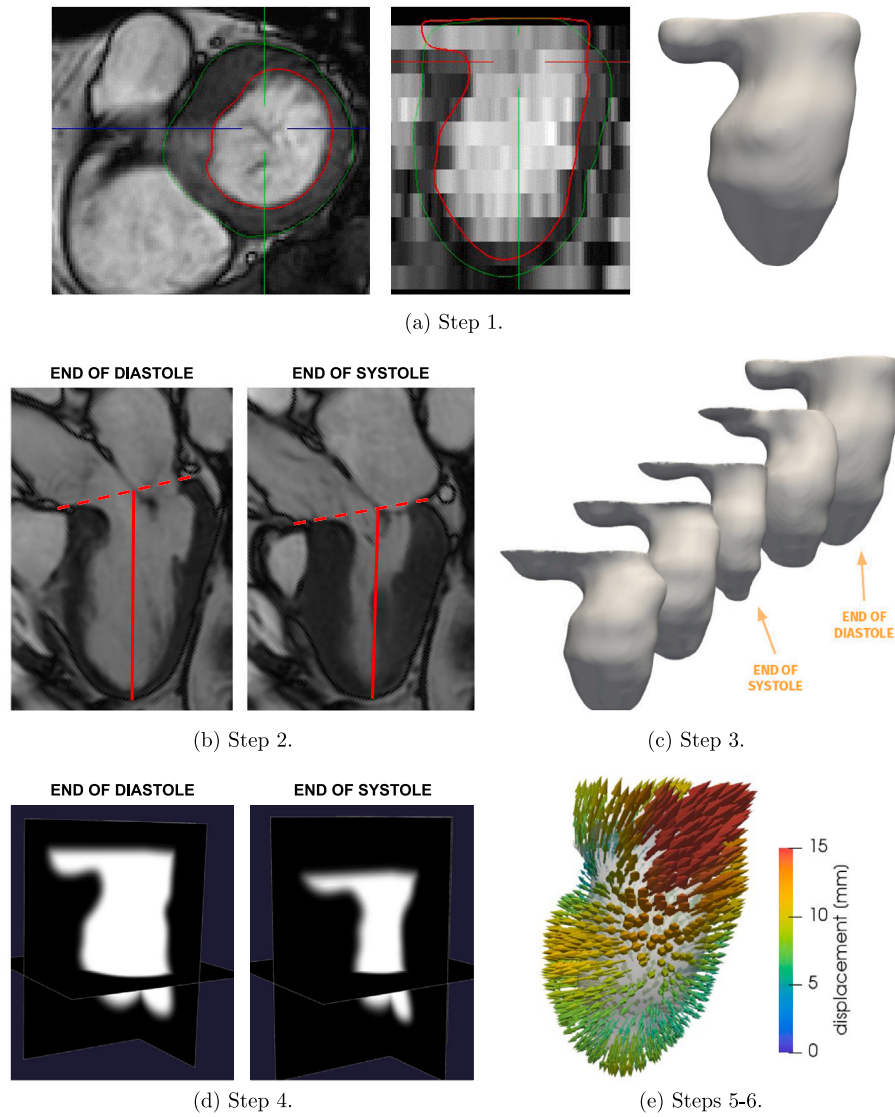 (a) Step 1.
END OF DIASTOLE
END OF SYSTOLE
END OF
DIASTOLE
END OF
SYSTOLE
(b) Step 2.
(c) Step 3.
END OF DIASTOLE
END OF SYSTOLE
15
10
5
0
displacement (mm)
(d) Step 4.
(e) Steps 5-6.